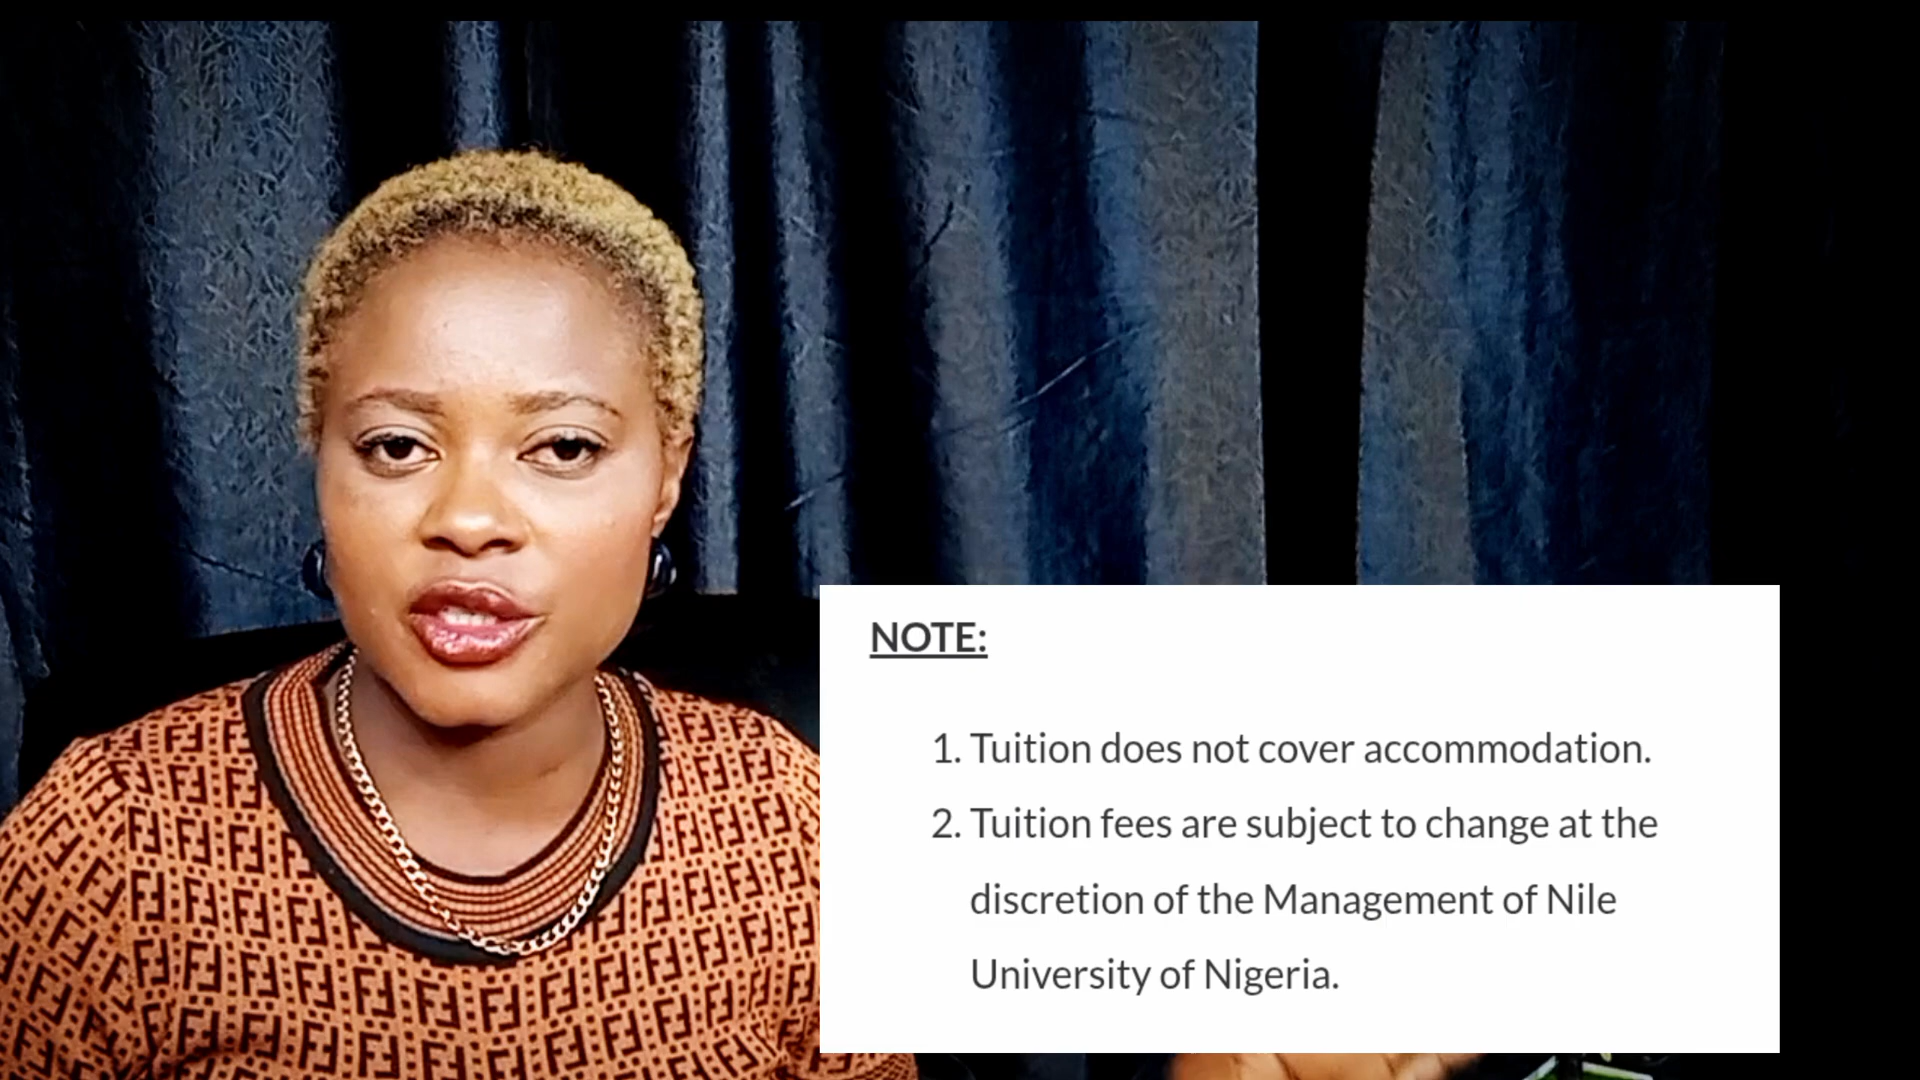 NOTE:
1. Tuition does not cover accommodation.
2. Tuition fees are subject to change at the
discretion of the Management of Nile
University of Nigeria.